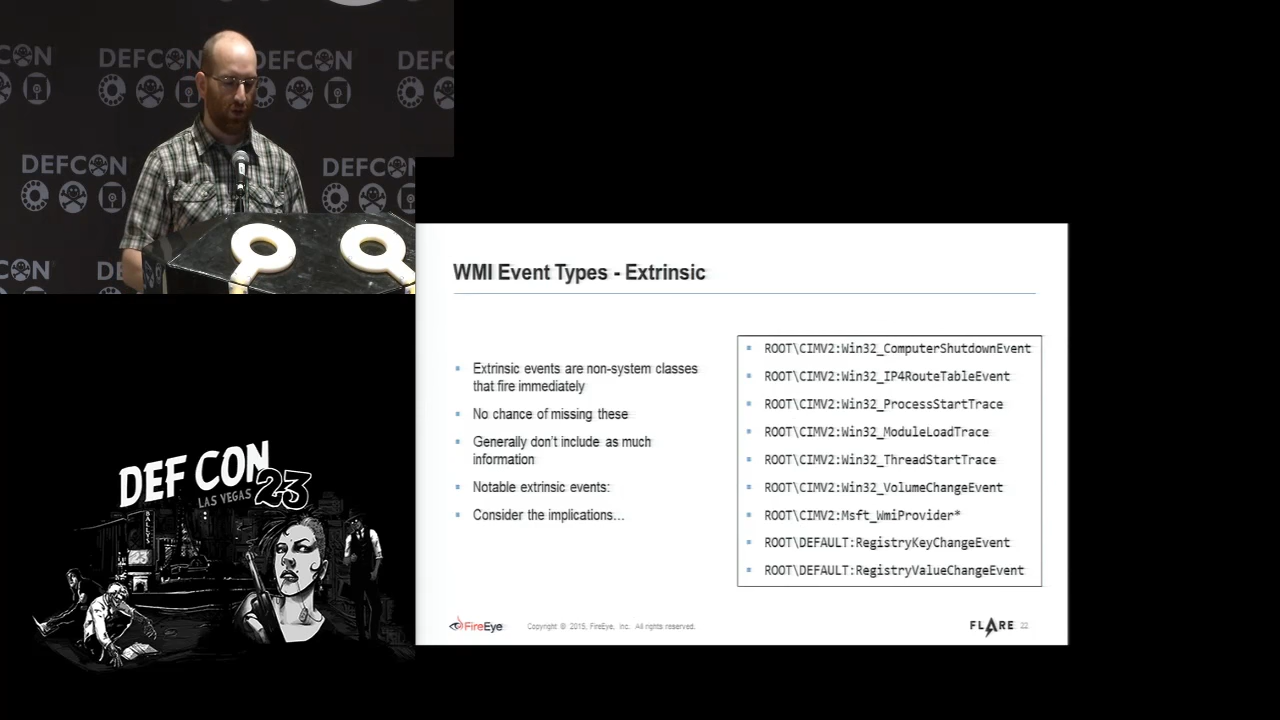 DEFCON
DEFCON
DEFCON
DEFCON
WMI Event Types - Extrinsic
Extrinsic events are non-system classes
that fire immediately
No chance of missing these
Generally don't include as much
information
Notable extrinsic events:
Consider the implications...
ROOT\CIMV2:Win32_ComputerShutdownEvent
ROOT\CIMV2:Win32_IP4RouteTableEvent
ROOT\CIMV2:Win32_ProcessStartTrace
ROOT\CIMV2:Win32_ModuleLoadTrace
ROOT\CIMV2:Win32_ThreadStartTrace
ROOT\CIMV2:Win32_VolumeChangeEvent
ROOT\CIMV2:Msft_WmiProvider*
ROOT\DEFAULT:RegistryKeyChangeEvent
ROOT\DEFAULT:RegistryValueChangeEvent
FireEye
Copyright © 2015, FireEye, Inc. All rights reserved.
FLARE
22
DEF CON
LAS VEGAS 23
BALLYS